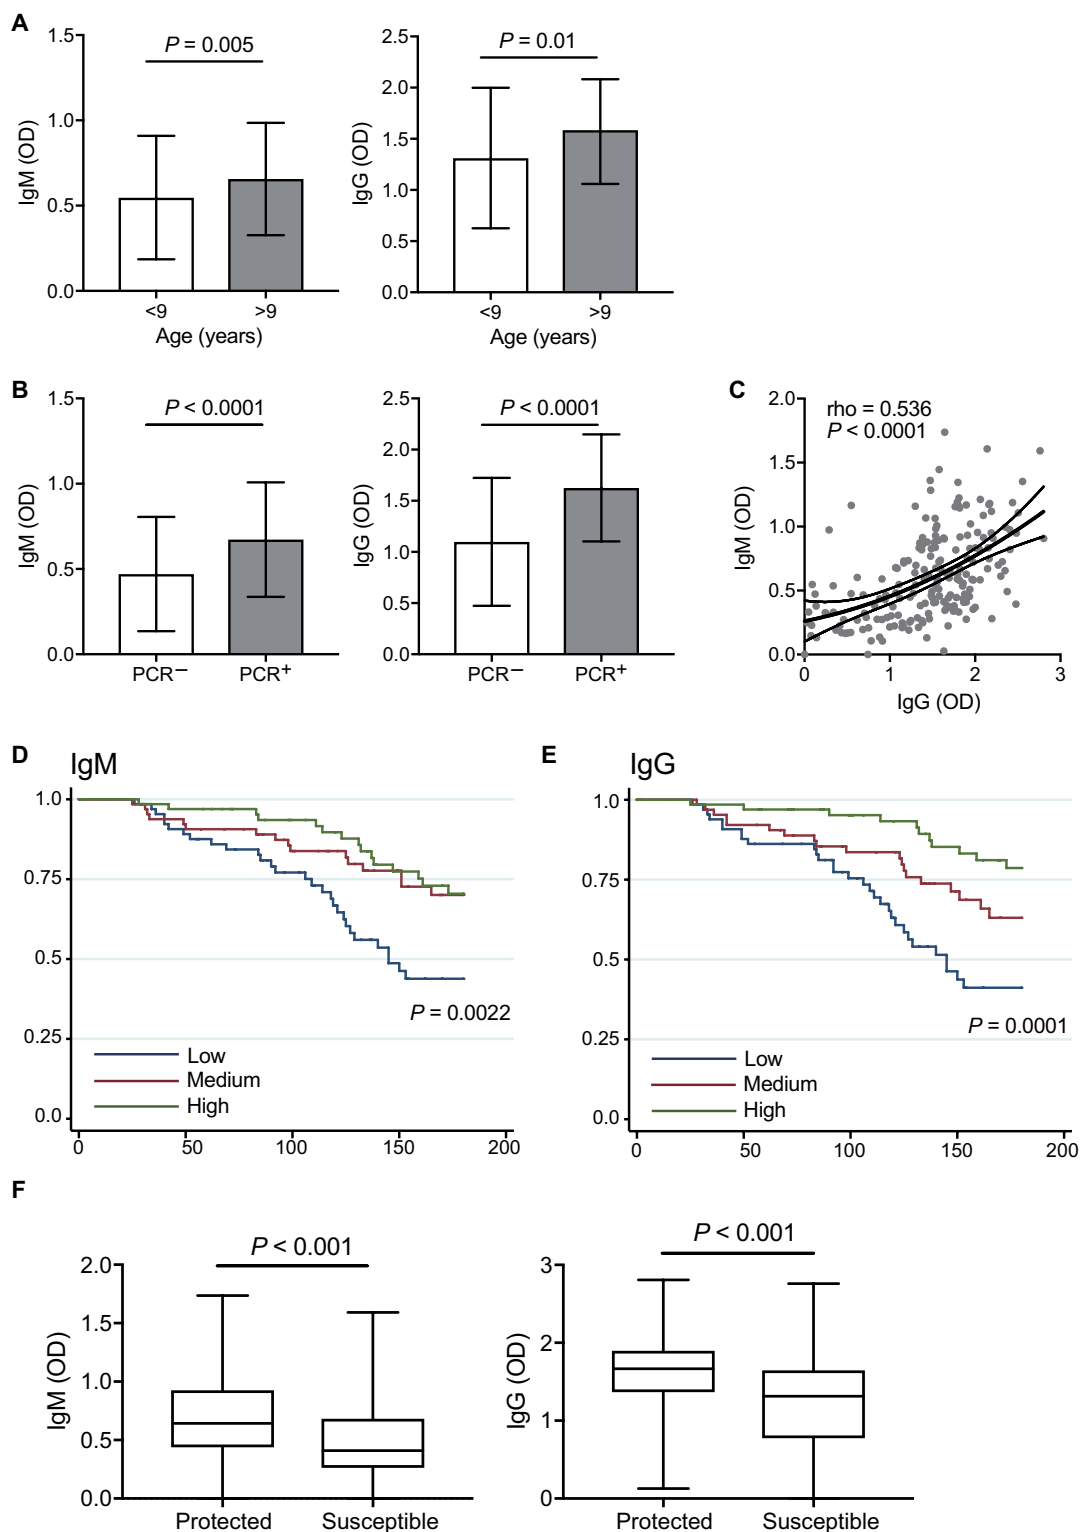 A
1.5
1.0
0.5
0.0
IgM (OD)
P = 0.005
<9
>9
Age (years)
2.5
2.0
1.5
1.0
0.5
0.0
IgG (OD)
P = 0.01
<9
>9
Age (years)
B
1.5
1.0
0.5
0.0
IgM (OD)
P < 0.0001
PCR−
PCR+
2.5
2.0
1.5
1.0
0.5
0.0
IgG (OD)
P < 0.0001
PCR−
PCR+
C
2.0
1.5
1.0
0.5
0.0
IgM (OD)
rho = 0.536
P < 0.0001
0 1 2 3
IgG (OD)
D
IgM
1.0
0.75
0.5
0.25
0.0
P = 0.0022
Low
Medium
High
0 50 100 150 200
E
IgG
1.0
0.75
0.5
0.25
0.0
P = 0.0001
Low
Medium
High
0 50 100 150 200
F
2.0
1.5
1.0
0.5
0.0
IgM (OD)
P < 0.001
Protected Susceptible
3
2
1
0
IgG (OD)
P < 0.001
Protected Susceptible